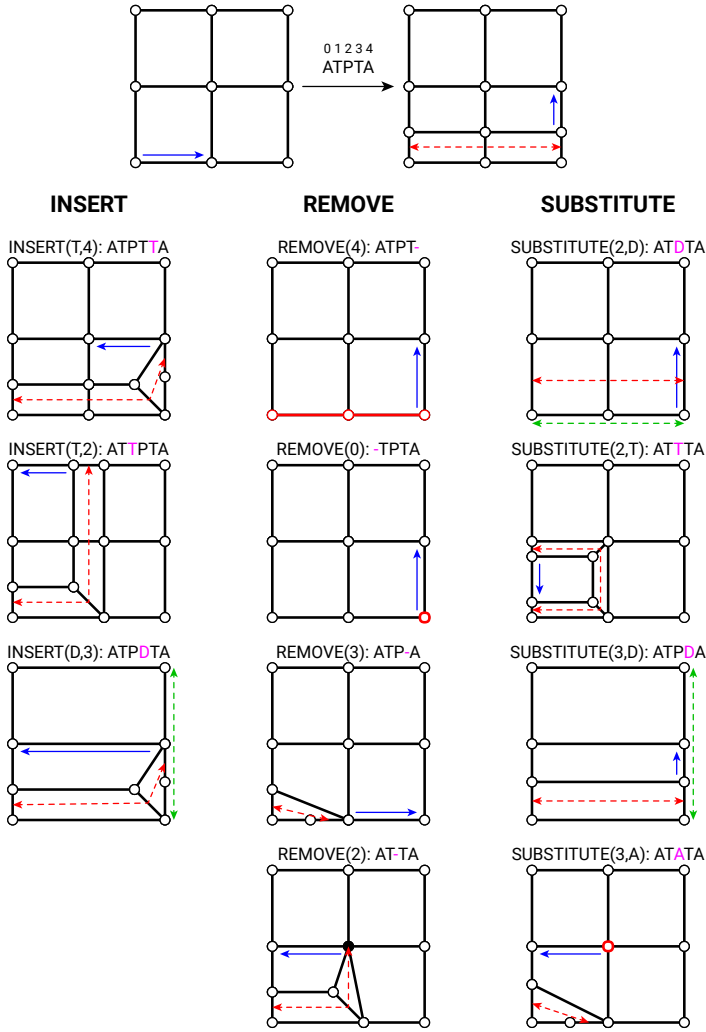 0 1 2 3 4
ATPTA
INSERT REMOVE SUBSTITUTE
INSERT(T,4): ATPTTA REMOVE(4): ATPT- SUBSTITUTE(2,D): ATDTA
INSERT(T,2): ATTPTA REMOVE(0): -TPTA SUBSTITUTE(2,T): ATTTA
INSERT(D,3): ATPDTA REMOVE(3): ATP-A SUBSTITUTE(3,D): ATPDA
REMOVE(2): AT-TA SUBSTITUTE(3,A): ATATA